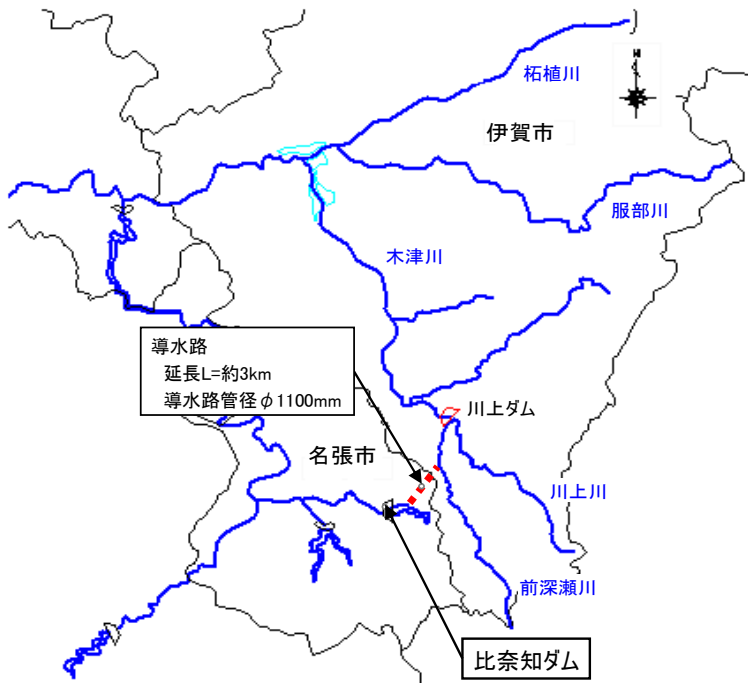 N
柘植川
伊賀市
服部川
木津川
導水路
延長L=約3km
導水路管径φ1100mm
川上ダム
名張市
川上川
前深瀬川
比奈知ダム